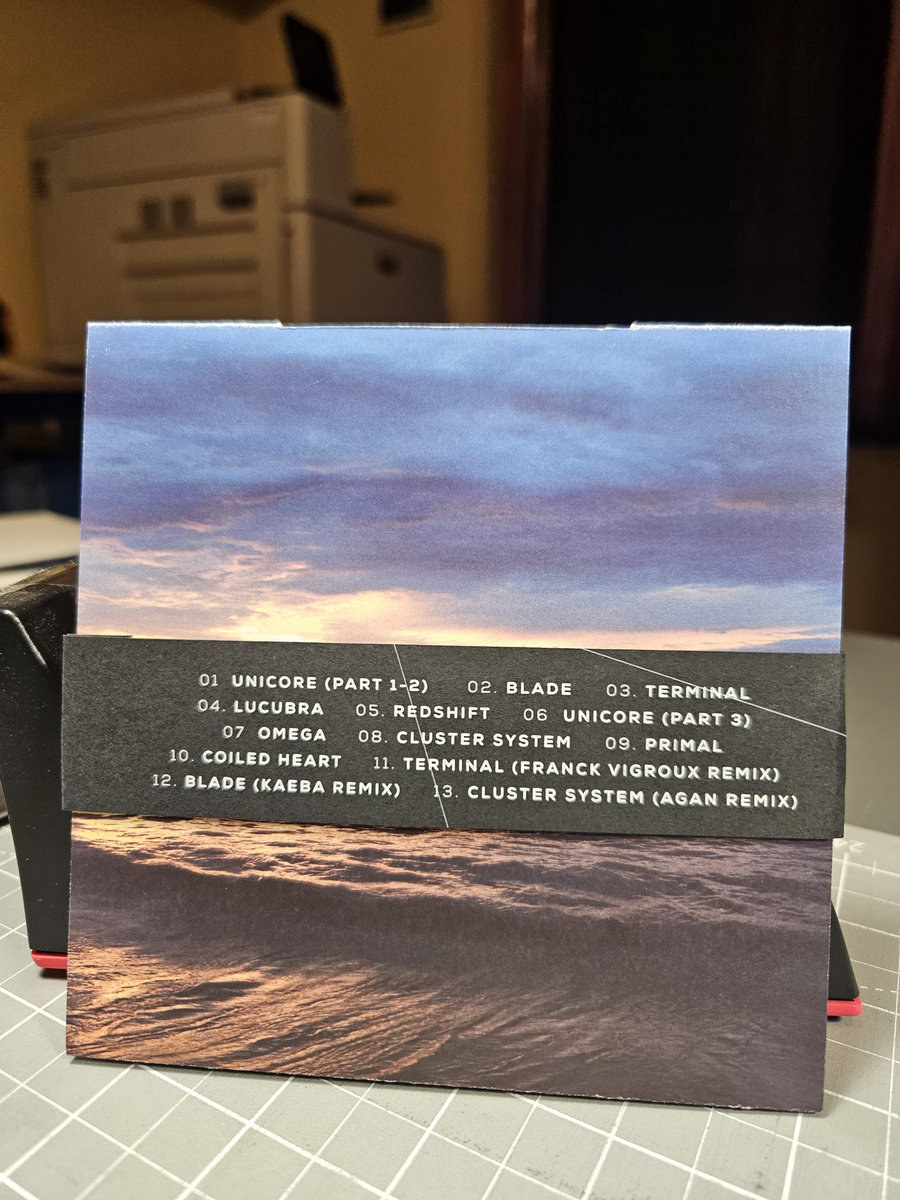 01 UNICORE (PART 1-2) 02. BLADE 03. TERMINAL
04. LUCUBRA 05. REDSHIFT 06 UNICORE (PART 3)
07 OMEGA 08. CLUSTER SYSTEM 09. PRIMAL
10. COILED HEART 11. TERMINAL (FRANCK VIGROUX REMIX)
12. BLADE (KAEBA REMIX) 13. CLUSTER SYSTEM (AGAN REMIX)